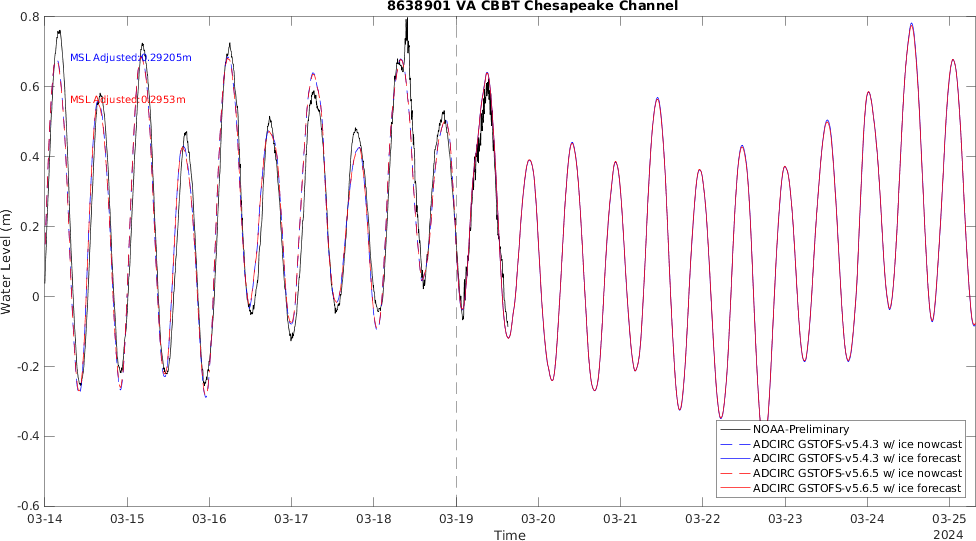 8638901 VA CBBT Chesapeake Channel
0.8
MSL Adjusted:0.29205m
0.6
MSL Adjusted:0.2953m
0.4
Water Level (m)
0.2
0
-0.2
-0.4
NOAA-Preliminary
ADCIRC GSTOFS-v5.4.3 w/ ice nowcast
ADCIRC GSTOFS-v5.4.3 w/ ice forecast
ADCIRC GSTOFS-v5.6.5 w/ ice nowcast
ADCIRC GSTOFS-v5.6.5 w/ ice forecast
-0.6
03-14 03-15 03-16 03-17 03-18 03-19 03-20 03-21 03-22 03-23 03-24 03-25
Time
2024